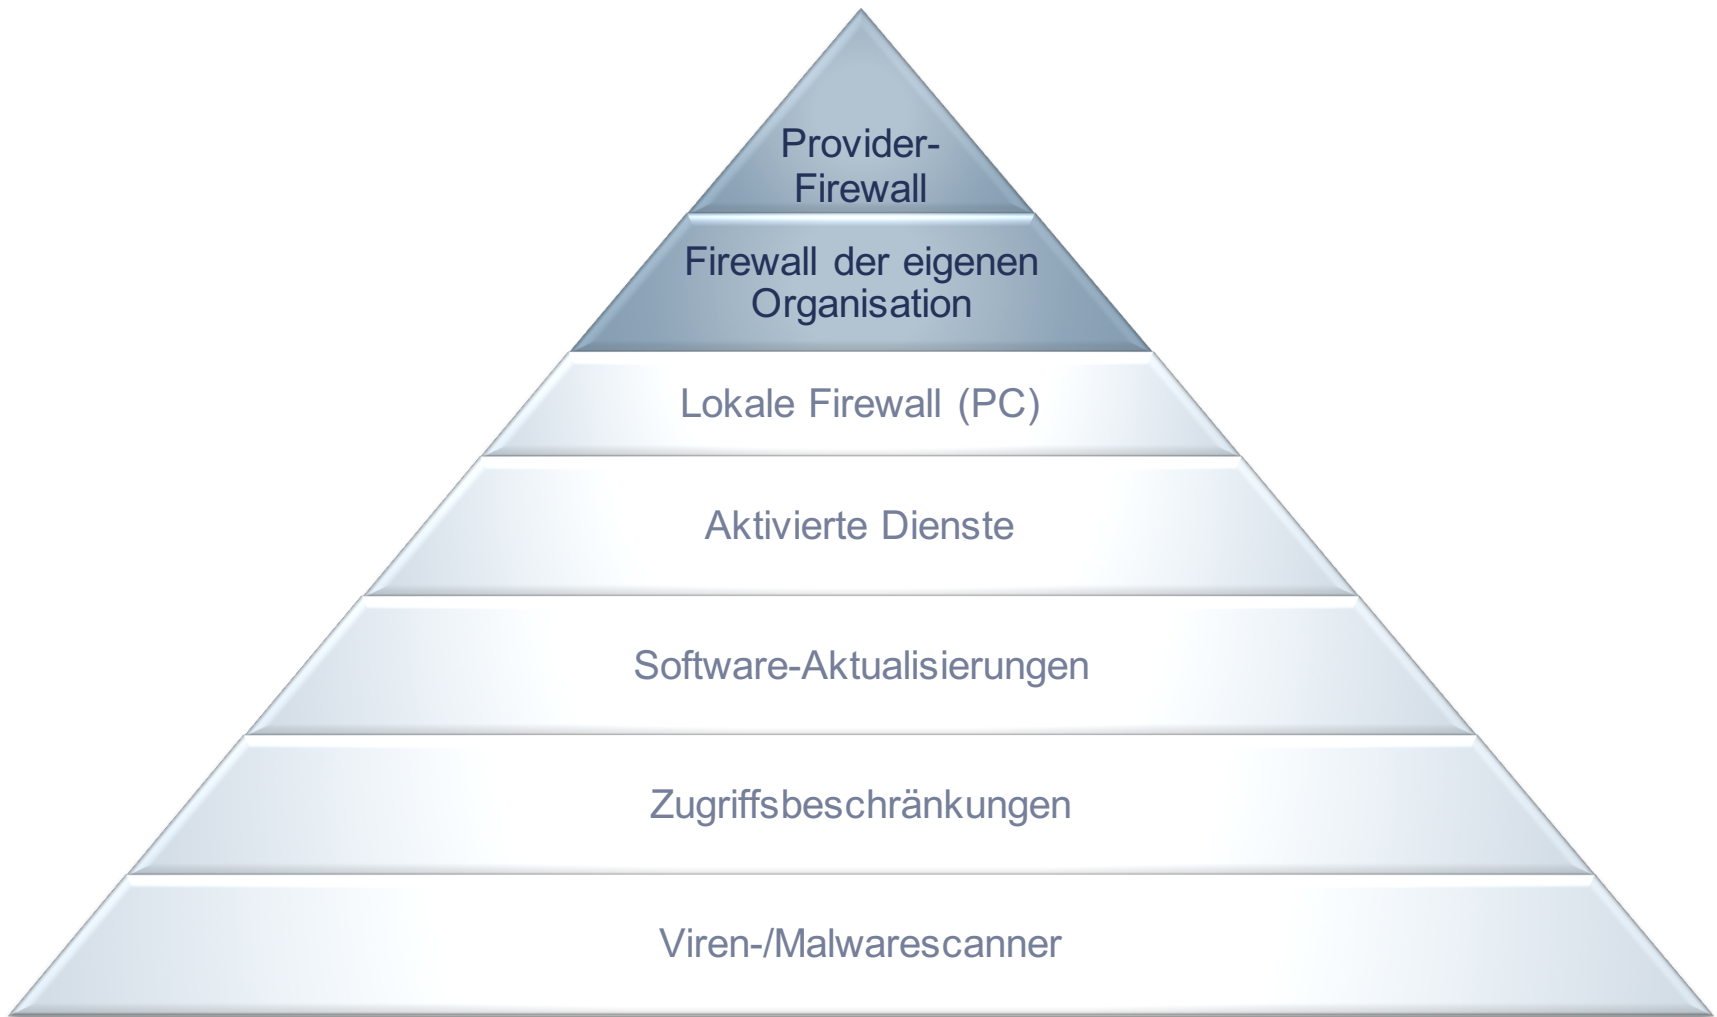 Provider-
Firewall
Firewall der eigenen
Organisation
Lokale Firewall (PC)
Aktivierte Dienste
Software-Aktualisierungen
Zugriffsbeschränkungen
Viren-/Malwarescanner